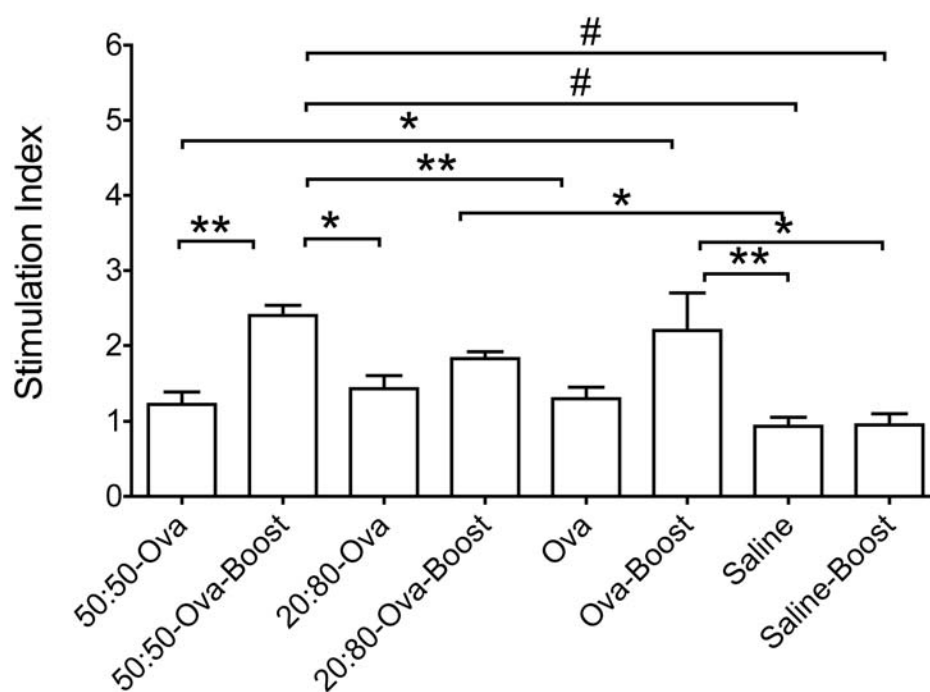 Stimulation Index
6
5
4
3
2
1
0
#
#
*
**
*
**
*
*
**
50:50-Ova
50:50-Ova-Boost
20:80-Ova
20:80-Ova-Boost
Ova
Ova-Boost
Saline
Saline-Boost